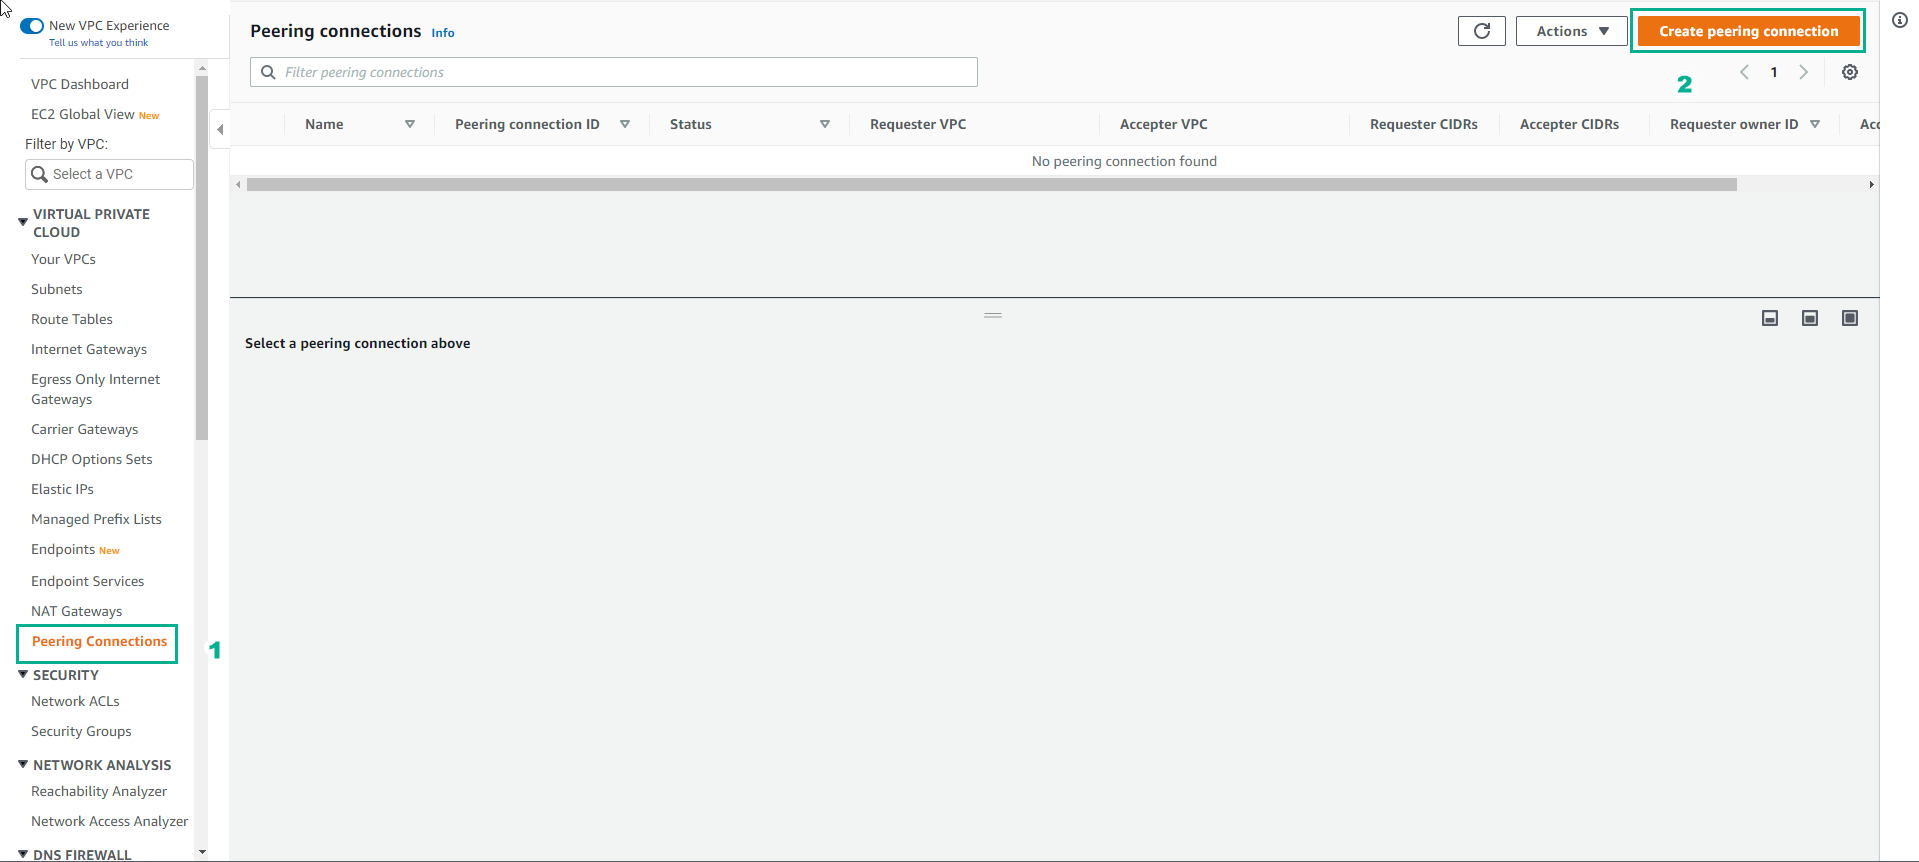 New VPC Experience
Tell us what you think
VPC Dashboard
EC2 Global View New
Filter by VPC:
Select a VPC
VIRTUAL PRIVATE
CLOUD
Your VPCs
Subnets
Route Tables
Internet Gateways
Egress Only Internet
Gateways
Carrier Gateways
DHCP Options Sets
Elastic IPs
Managed Prefix Lists
Endpoints New
Endpoint Services
NAT Gateways
Peering Connections
1
SECURITY
Network ACLs
Security Groups
NETWORK ANALYSIS
Reachability Analyzer
Network Access Analyzer
DNS FIREWALL
Peering connections Info
Actions
Create peering connection
Filter peering connections
1
2
Name Peering connection ID Status Requester VPC Accepter VPC Requester CIDRs Accepter CIDRs Requester owner ID Acc
No peering connection found
Select a peering connection above